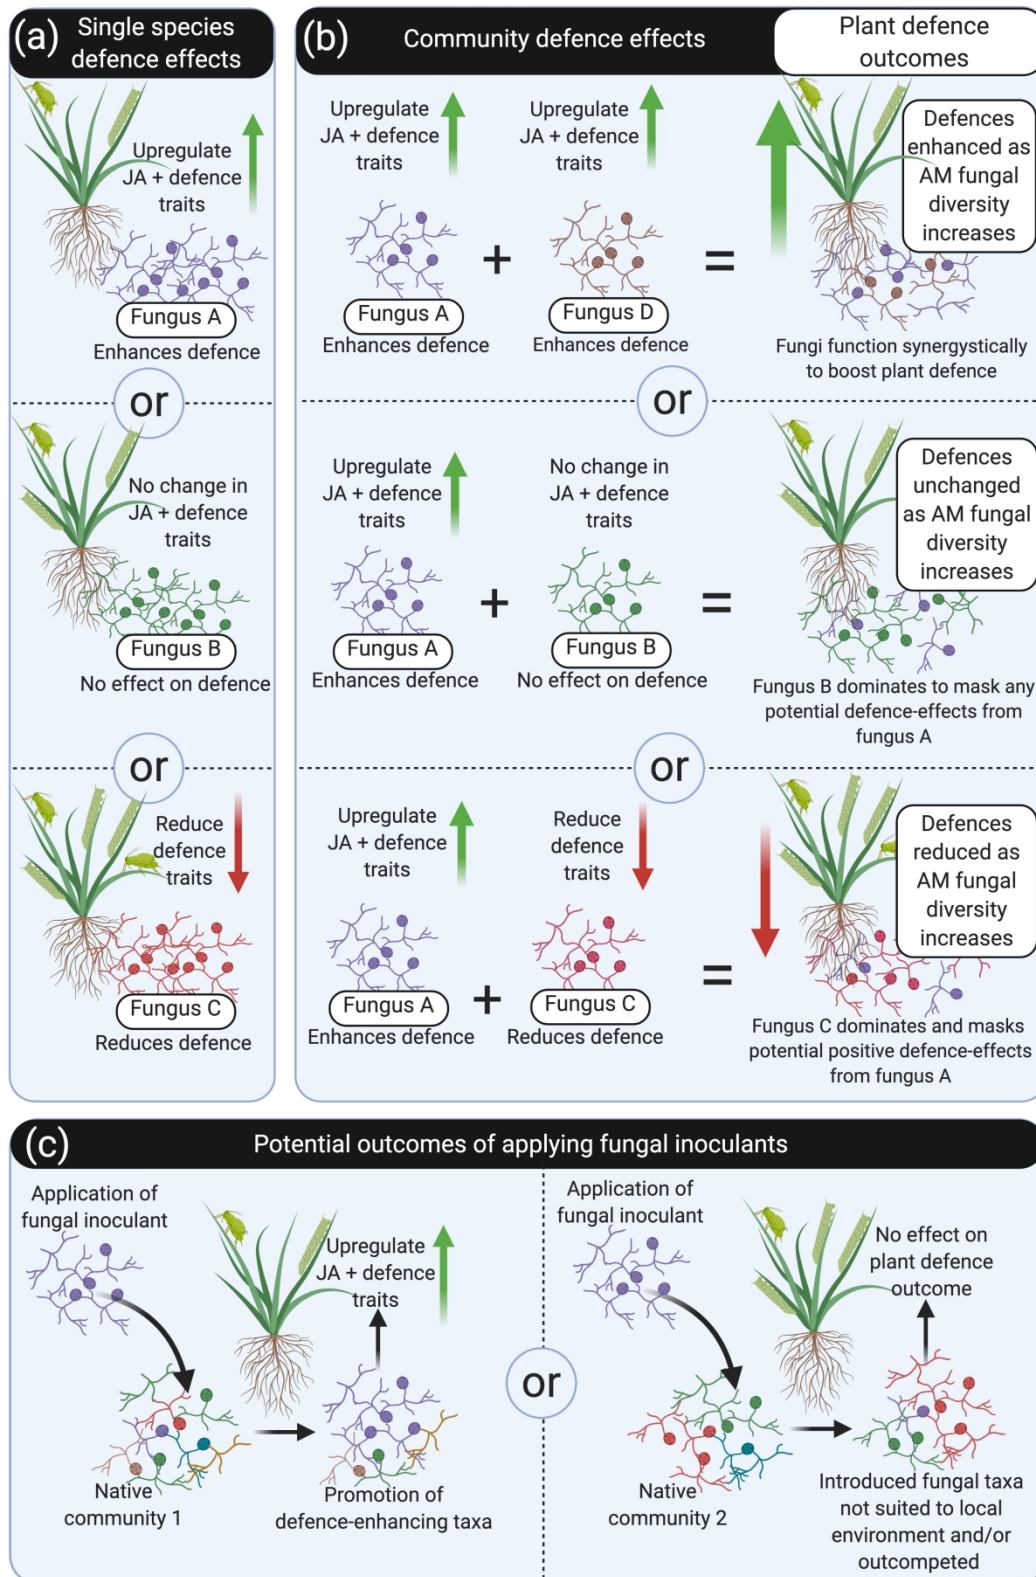 (a)
Single species
defence effects
Upregulate
JA + defence
traits
Fungus A
Enhances defence
or
No change in
JA + defence
traits
Fungus B
No effect on defence
or
Reduce
defence
traits
Fungus C
Reduces defence
(b)
Community defence effects
Plant defence
outcomes
Upregulate
JA + defence
traits
Fungus A
Enhances defence
+
Upregulate
JA + defence
traits
Fungus D
Enhances defence
=
Defences
enhanced as
AM fungal
diversity
increases
Fungi function synergystically
to boost plant defence
or
Upregulate
JA + defence
traits
Fungus A
Enhances defence
+
No change in
JA + defence
traits
Fungus B
No effect on defence
=
Defences
unchanged
as AM fungal
diversity
increases
Fungus B dominates to mask any
potential defence-effects from
fungus A
or
Upregulate
JA + defence
traits
Fungus A
Enhances defence
+
Reduce
defence
traits
Fungus C
Reduces defence
=
Defences
reduced as
AM fungal
diversity
increases
Fungus C dominates and masks
potential positive defence-effects
from fungus A
(c)
Potential outcomes of applying fungal inoculants
Application of
fungal inoculant
Upregulate
JA + defence
traits
Native
community 1
Promotion of
defence-enhancing taxa
or
Application of
fungal inoculant
No effect on
plant defence
outcome
Native
community 2
Introduced fungal taxa
not suited to local
environment and/or
outcompeted